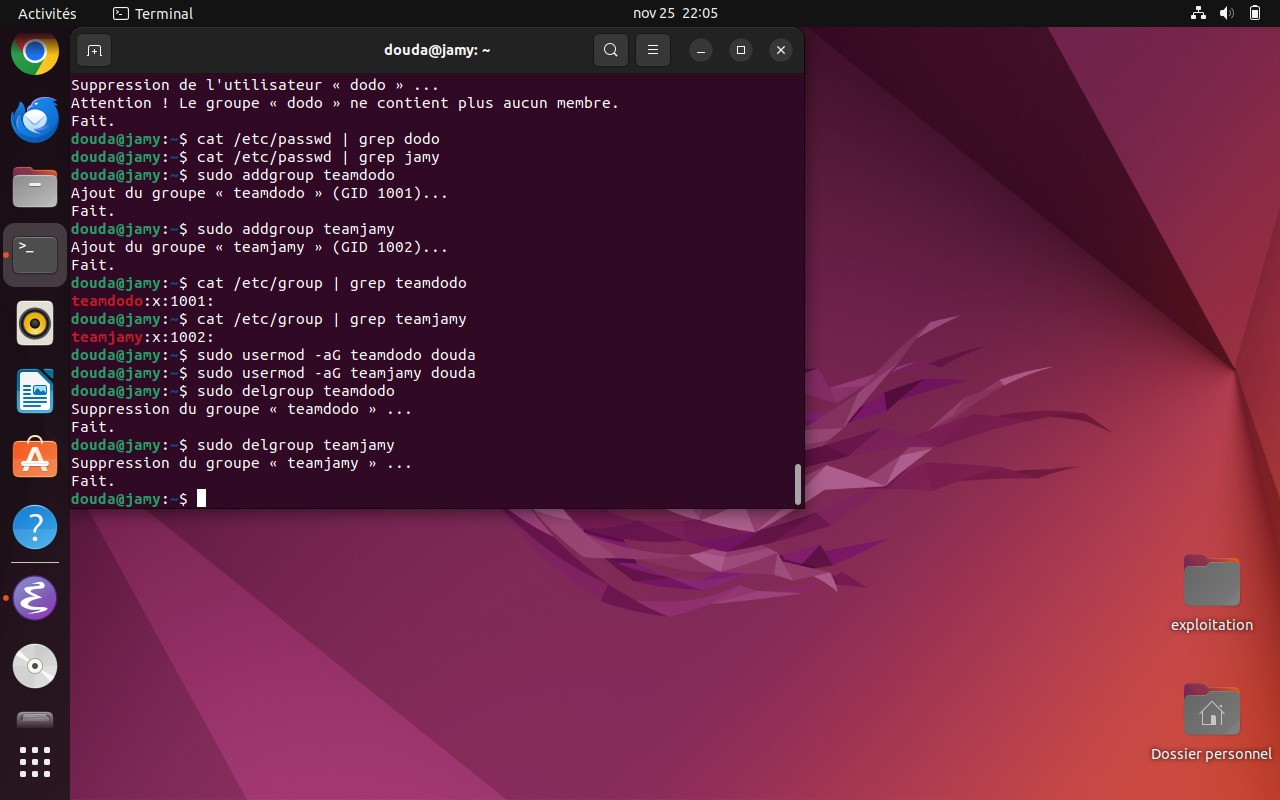 Activités
Terminal
nov 25 22:05
douda@jamy: ~
Suppression de l'utilisateur « dodo » ...
Attention ! Le groupe « dodo » ne contient plus aucun membre.
Fait.
douda@jamy:~$ cat /etc/passwd | grep dodo
douda@jamy:~$ cat /etc/passwd | grep jamy
douda@jamy:~$ sudo addgroup teamdodo
Ajout du groupe « teamdodo » (GID 1001)...
Fait.
douda@jamy:~$ sudo addgroup teamjamy
Ajout du groupe « teamjamy » (GID 1002)...
Fait.
douda@jamy:~$ cat /etc/group | grep teamdodo
teamdodo:x:1001:
douda@jamy:~$ cat /etc/group | grep teamjamy
teamjamy:x:1002:
douda@jamy:~$ sudo usermod -aG teamdodo douda
douda@jamy:~$ sudo usermod -aG teamjamy douda
douda@jamy:~$ sudo delgroup teamdodo
Suppression du groupe « teamdodo » ...
Fait.
douda@jamy:~$ sudo delgroup teamjamy
Suppression du groupe « teamjamy » ...
Fait.
douda@jamy:~$
exploitation
Dossier personnel